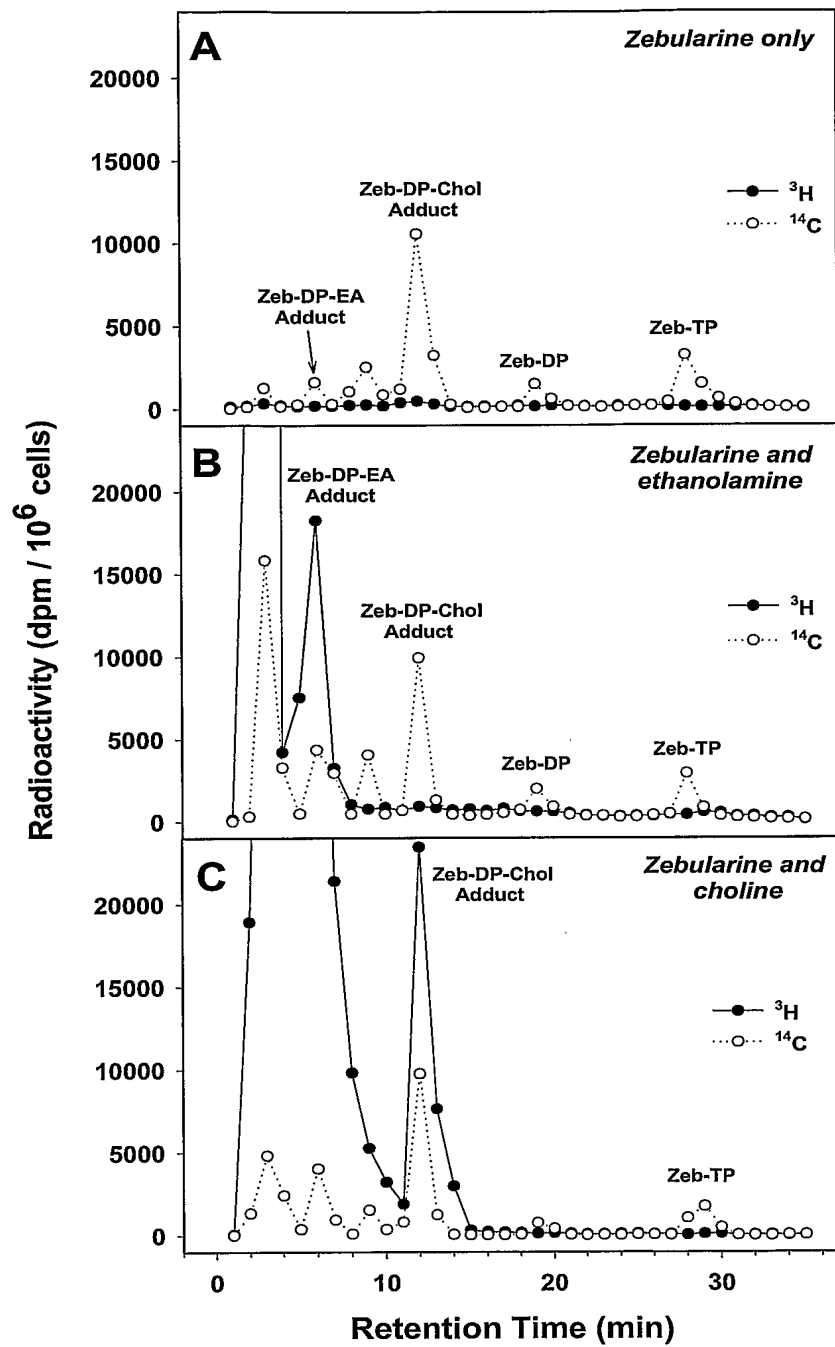 A
Zebularine only
20000
15000
10000
5000
0
Zeb-DP-Chol
Adduct
3H
14C
Zeb-DP-EA
Adduct
Zeb-DP
Zeb-TP
B
Zebularine and
ethanolamine
20000
15000
10000
5000
0
Zeb-DP-EA
Adduct
Zeb-DP-Chol
Adduct
3H
14C
Zeb-DP
Zeb-TP
C
Zebularine and
choline
20000
15000
10000
5000
0
Zeb-DP-Chol
Adduct
3H
14C
Zeb-TP
0 10 20 30
Retention Time (min)
Radioactivity (dpm / 10^6 cells)